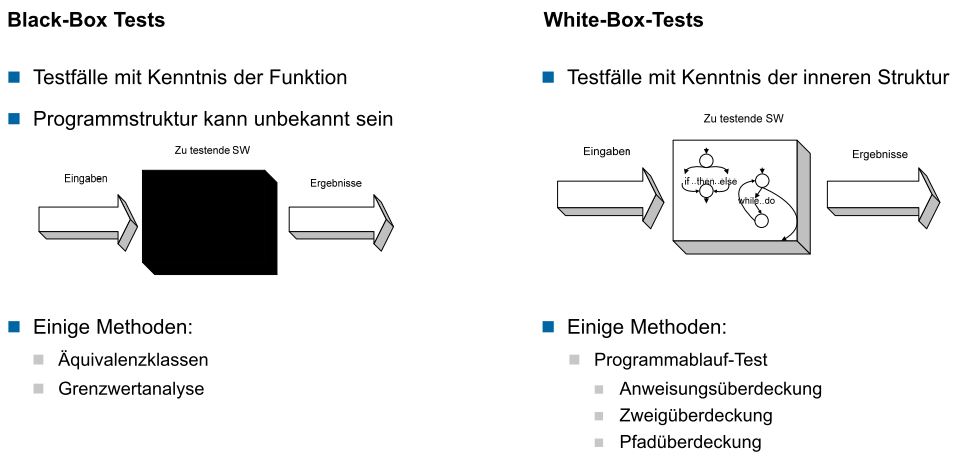 Black-Box Tests
Testfälle mit Kenntnis der Funktion
Programmstruktur kann unbekannt sein
Zu testende SW
Eingaben
Ergebnisse
Einige Methoden:
Äquivalenzklassen
Grenzwertanalyse
White-Box-Tests
Testfälle mit Kenntnis der inneren Struktur
Zu testende SW
Eingaben
Ergebnisse
if ..then..else
while..do
Einige Methoden:
Programmablauf-Test
Anweisungsüberdeckung
Zweigüberdeckung
Pfadüberdeckung